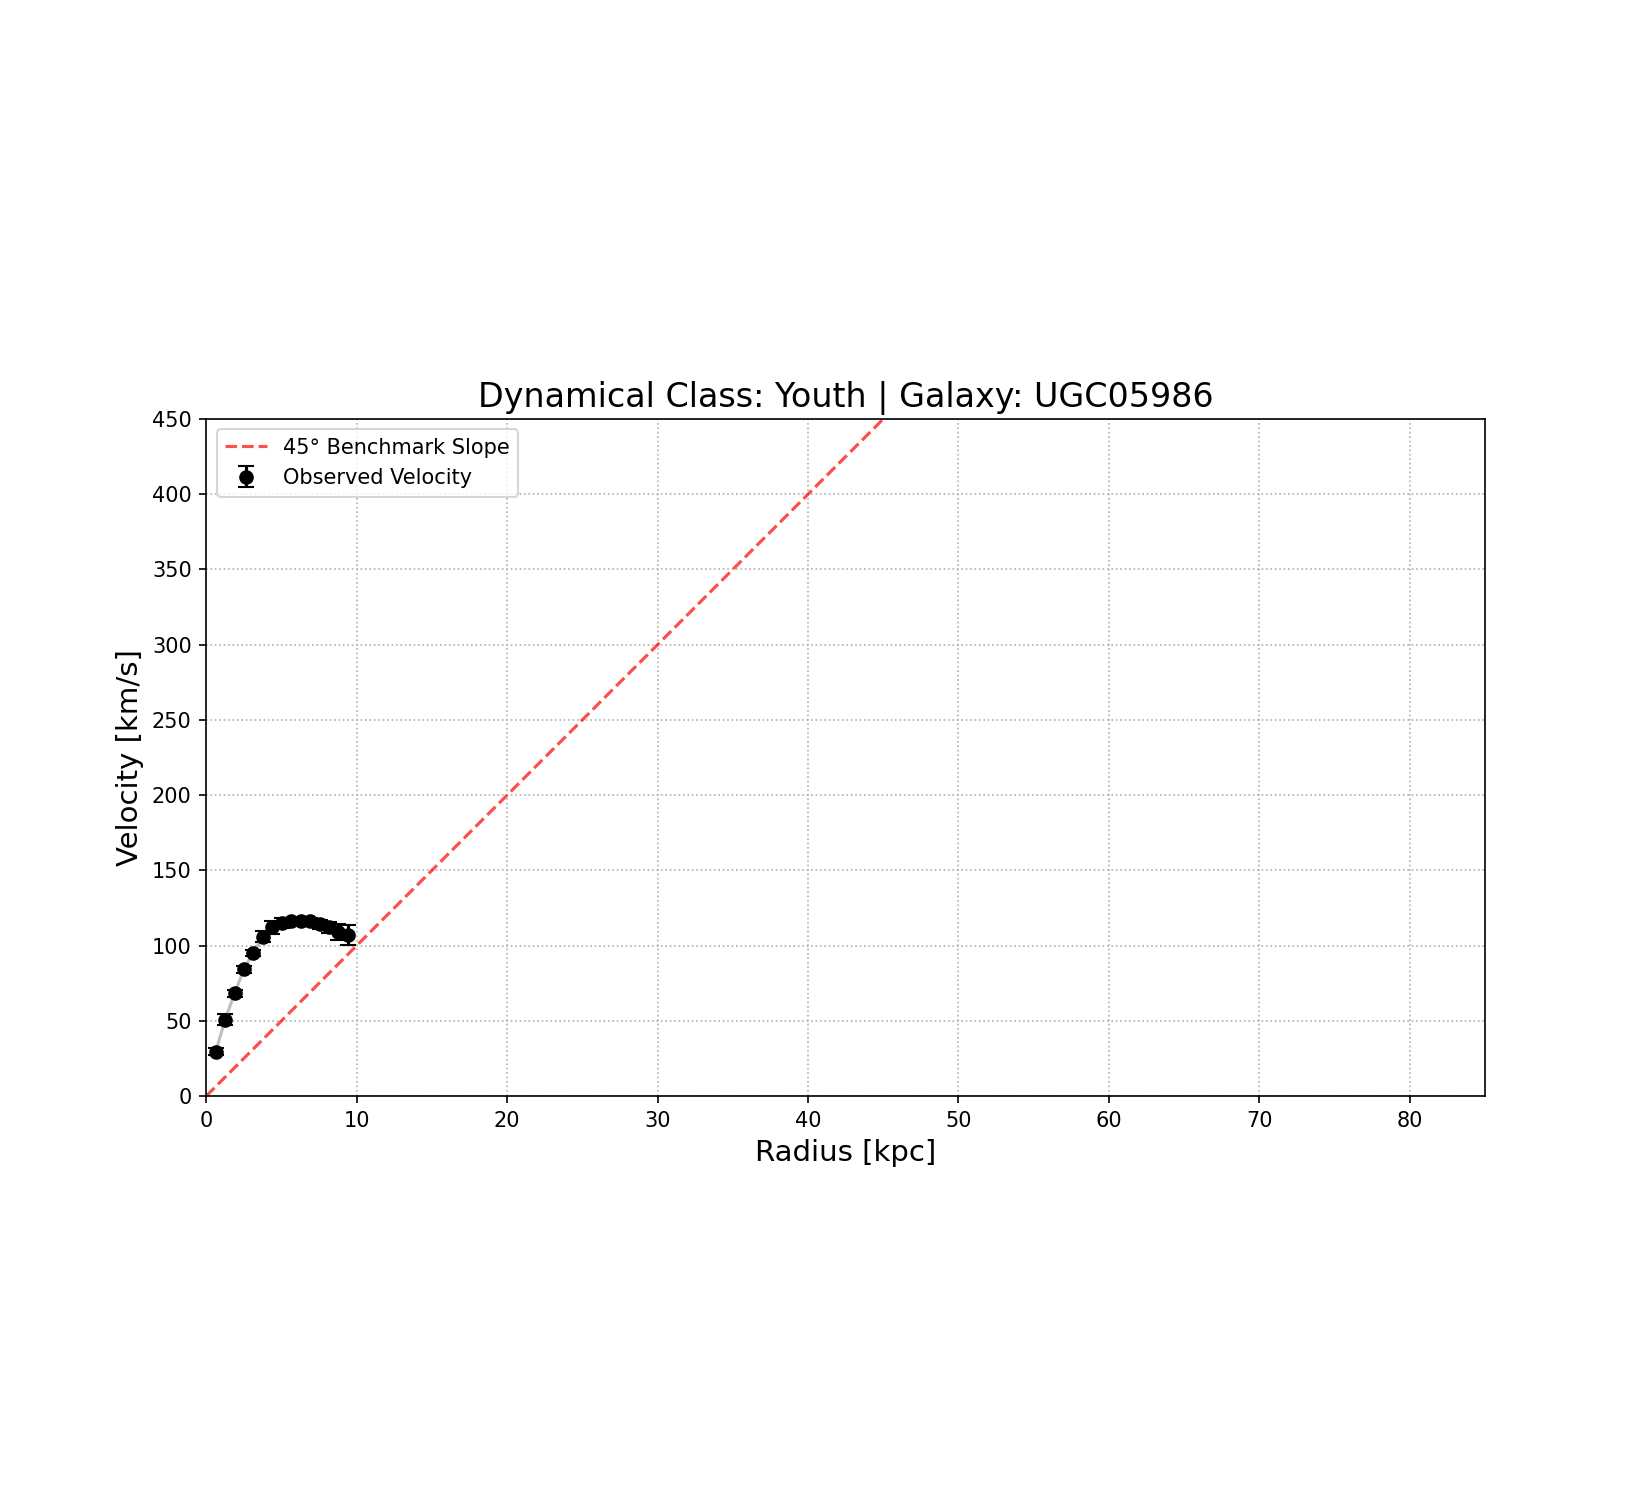 Dynamical Class: Youth | Galaxy: UGC05986
450
400
350
300
250
200
150
100
50
0
45° Benchmark Slope
Observed Velocity
Velocity [km/s]
0 10 20 30 40 50 60 70 80
Radius [kpc]